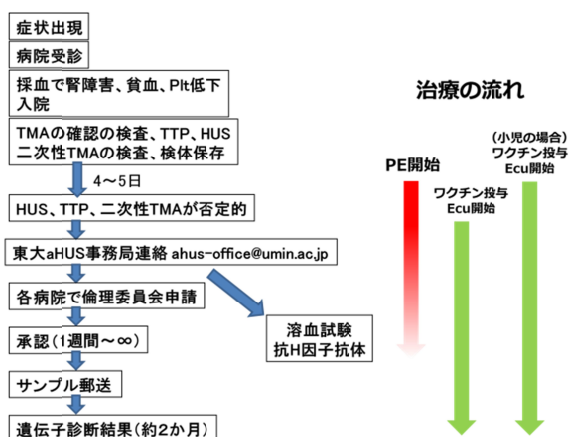 症状出現
病院受診
採血で腎障害、貧血、Plt低下
入院
TMAの確認の検査、TTP、HUS
二次性TMAの検査、検体保存
4～5日
HUS、TTP、二次性TMAが否定的
東大aHUS事務局連絡 ahus-office@umin.ac.jp
各病院で倫理委員会申請
承認（1週間～∞）
サンプル郵送
遺伝子診断結果（約2か月）
溶血試験
抗H因子抗体
治療の流れ
PE開始
ワクチン投与
Ecu開始
（小児の場合）
ワクチン投与
Ecu開始